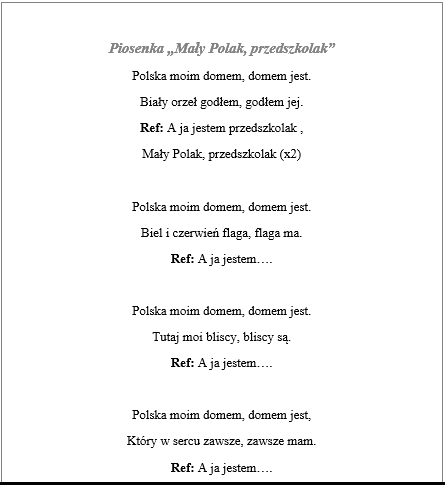 Piosenka „Mały Polak, przedszkolak”
Polska moim domem, domem jest.
Biały orzeł godłem, godłem jej.
Ref: A ja jestem przedszkolak ,
Mały Polak, przedszkolak (x2)
Polska moim domem, domem jest.
Biel i czerwień flaga, flaga ma.
Ref: A ja jestem….
Polska moim domem, domem jest.
Tutaj moi bliscy, bliscy są.
Ref: A ja jestem….
Polska moim domem, domem jest,
Który w sercu zawsze, zawsze mam.
Ref: A ja jestem….